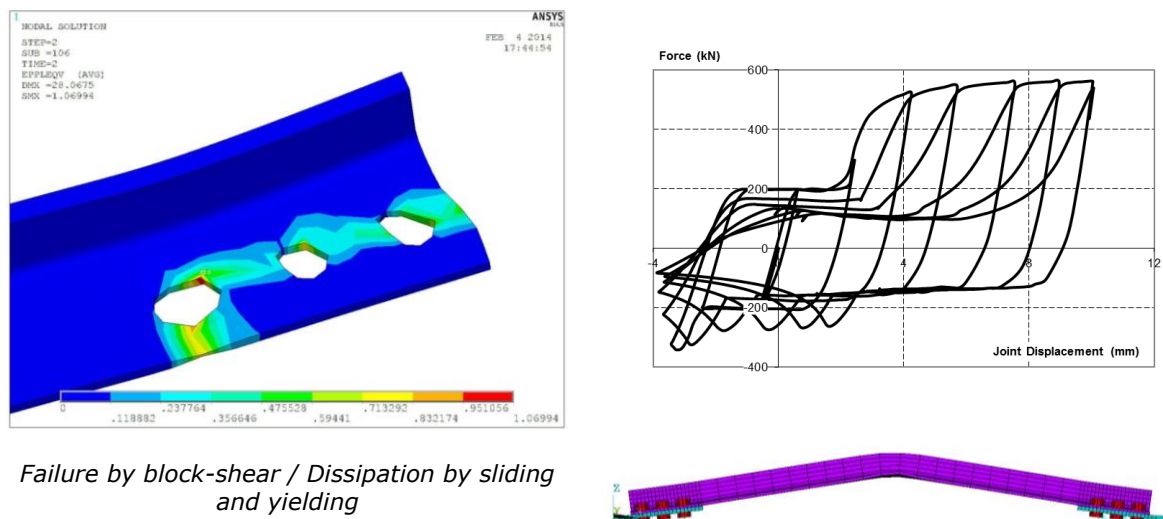 1
NODAL SOLUTION
STEP=2
SUB =106
TIME=2
EPPLEQV (AVG)
DMX =28.0675
SMX =1.06994
ANSYS
FEB 4 2014
17:44:54
0
.118882
.237764
.356646
.475528
.59441
.713292
.832174
.951056
1.06994
Failure by block-shear / Dissipation by sliding
and yielding
Force (kN)
600
400
200
0
-200
-400
-4
0
4
8
12
Joint Displacement (mm)
Z